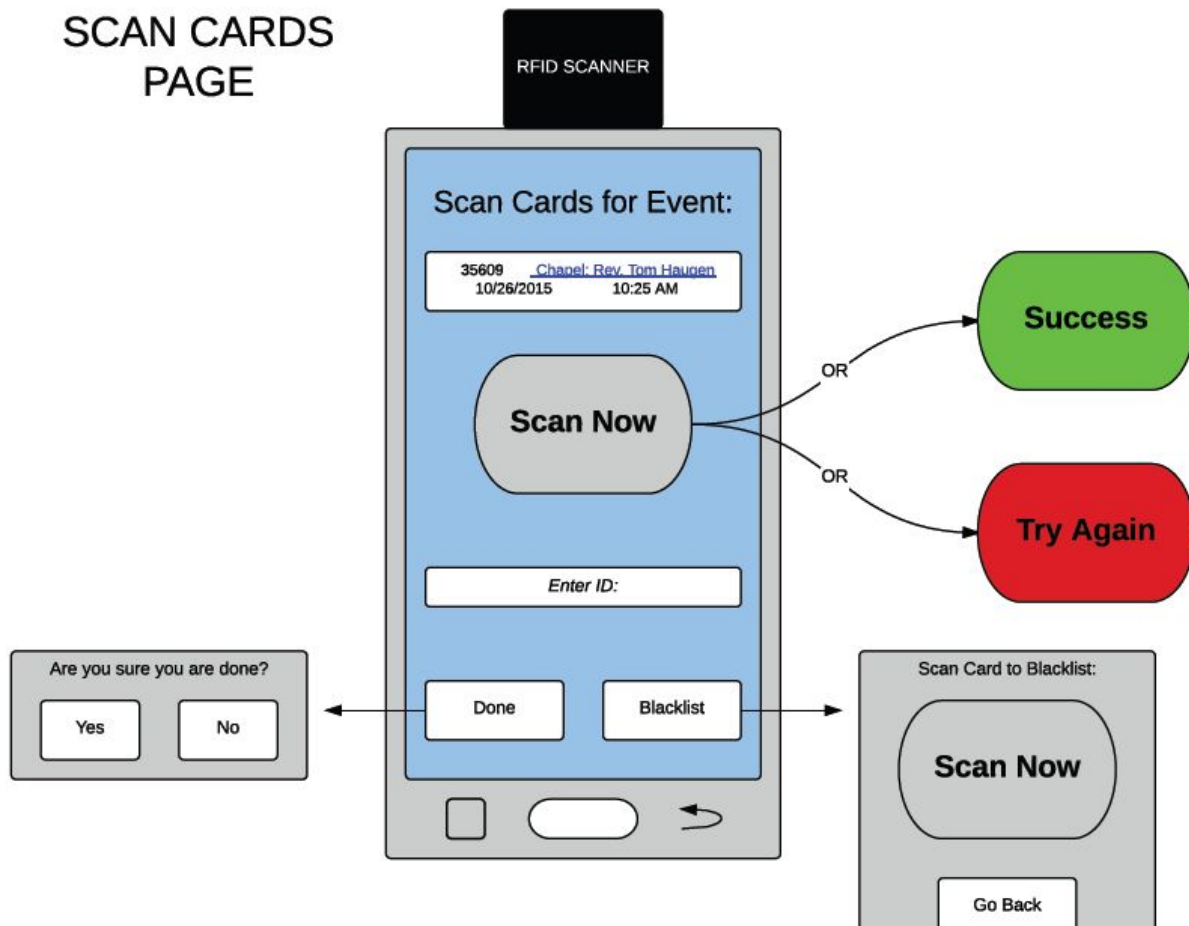 SCAN CARDS
PAGE
RFID SCANNER
Scan Cards for Event:
35609 Chapel: Rev. Tom Haugen
10/26/2015 10:25 AM
Scan Now
OR
Success
OR
Try Again
Enter ID:
Done
Blacklist
Are you sure you are done?
Yes No
Scan Card to Blacklist:
Scan Now
Go Back